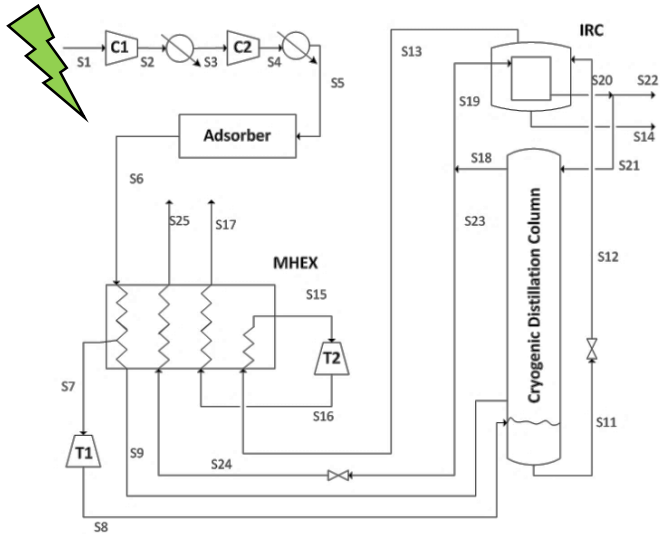 IRC
C1
C2
S1
S2
S3
S4
S5
S13
S19
S20
S22
S14
Adsorber
S6
S18
S21
S25
S17
S23
Cryogenic Distillation Column
S12
MHEX
S15
T2
S7
S16
S11
T1
S9
S24
S8